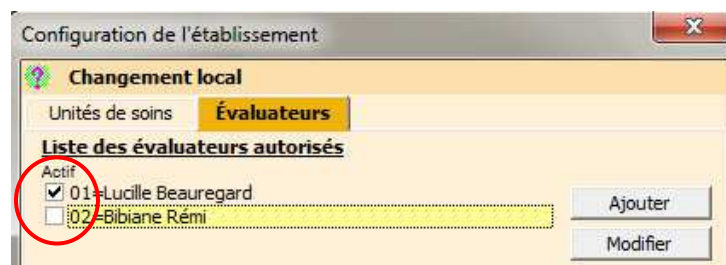 Configuration de l'établissement
Changement local
Unités de soins Évaluateurs
Liste des évaluateurs autorisés
Actif
01=Lucille Beauregard
Ajouter
02=Bibiane Rémi
Modifier